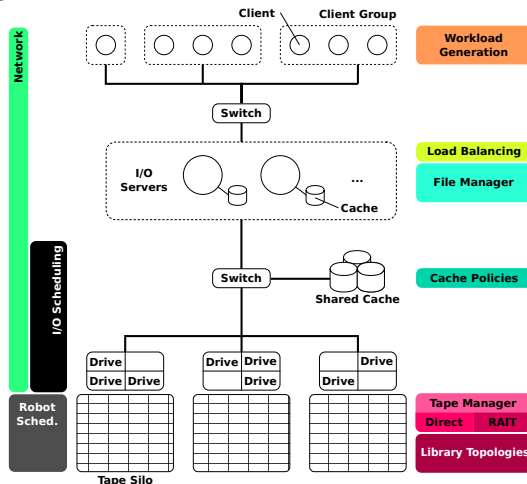 Client
Client Group
Network
Workload
Generation
Switch
I/O
Servers
...
Cache
Load Balancing
File Manager
I/O Scheduling
Switch
Shared Cache
Cache Policies
Drive
Drive Drive
Drive Drive
Drive
Drive
Drive
Drive
Robot
Sched.
Tape Manager
Direct RAIT
Library Topologies
Tape Silo